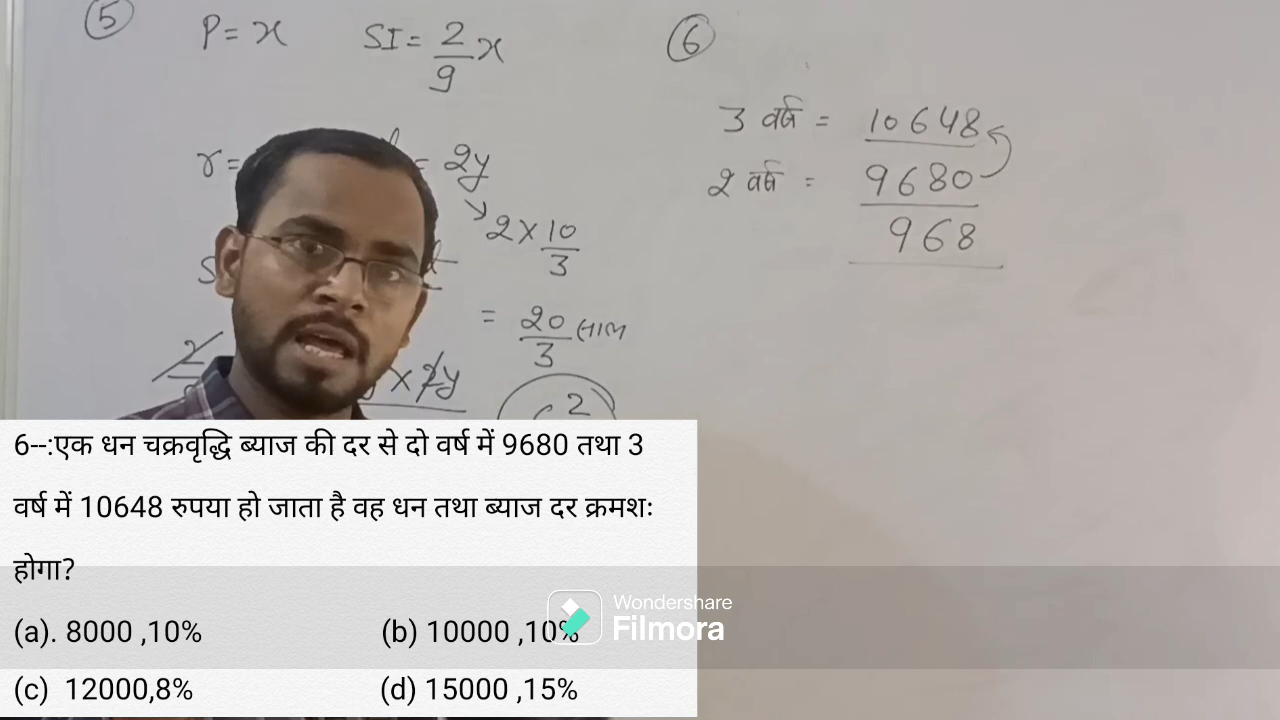 5
P = x SI = 2/9 x
r = = 2y
2 × 10/3
= 20/3 साल
× 2y
2
6
3 वर्ष = 10648
2 वर्ष = 9680
968
6--:एक धन चक्रवृद्धि ब्याज की दर से दो वर्ष में 9680 तथा 3
वर्ष में 10648 रुपया हो जाता है वह धन तथा ब्याज दर क्रमशः
होगा?
(a). 8000 ,10% (b) 10000 ,10%
(c) 12000,8% (d) 15000 ,15%
Wondershare
Filmora